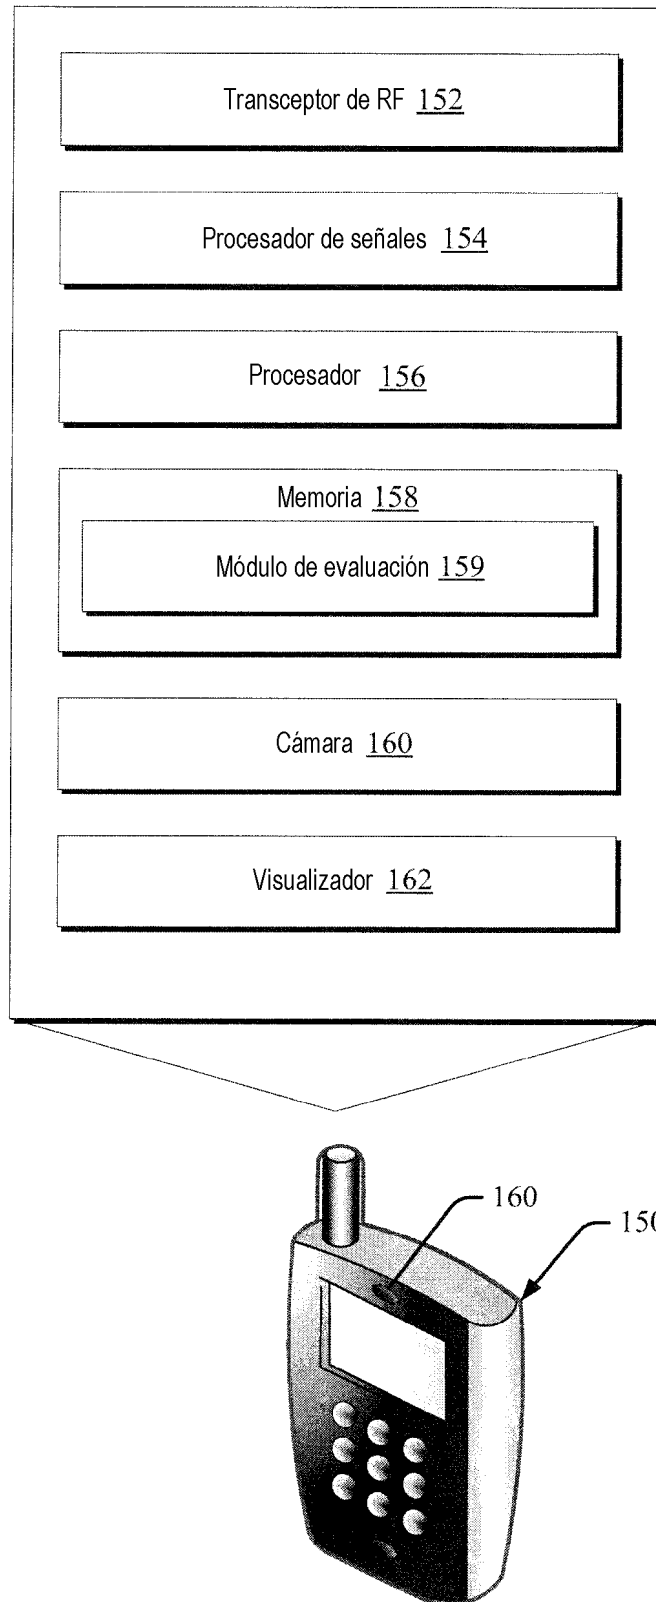 Transceptor de RF 152
Procesador de señales 154
Procesador 156
Memoria 158
Módulo de evaluación 159
Cámara 160
Visualizador 162
160
150